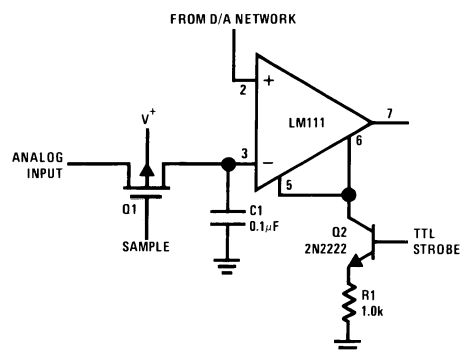 FROM D/A NETWORK
2
+
7
LM111
V+
6
ANALOG
INPUT
3
–
5
Q1
C1
0.1µF
SAMPLE
Q2
2N2222
TTL
STROBE
R1
1.0k